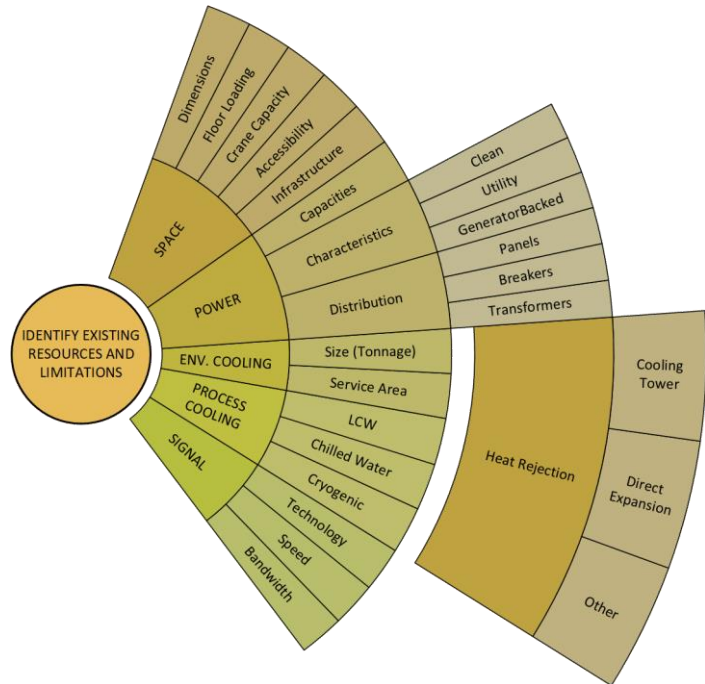 IDENTIFY EXISTING
RESOURCES AND
LIMITATIONS
SPACE
Dimensions
Floor Loading
Crane Capacity
Accessibility
Infrastructure
POWER
Capacities
Characteristics
Clean
Utility
GeneratorBacked
Distribution
Panels
Breakers
Transformers
ENV. COOLING
Size (Tonnage)
Service Area
PROCESS
COOLING
LCW
Chilled Water
Cryogenic
SIGNAL
Technology
Speed
Bandwidth
Heat Rejection
Cooling
Tower
Direct
Expansion
Other